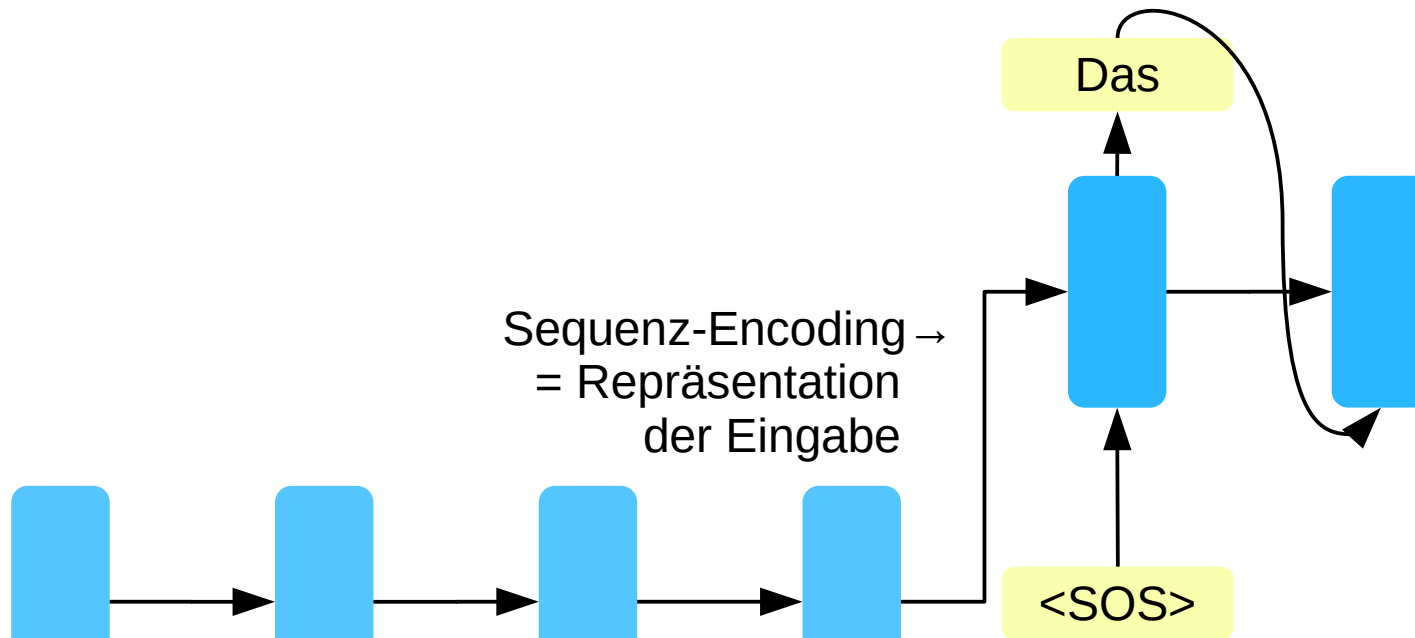 Das
Sequenz-Encoding→
= Repräsentation
der Eingabe
<SOS>